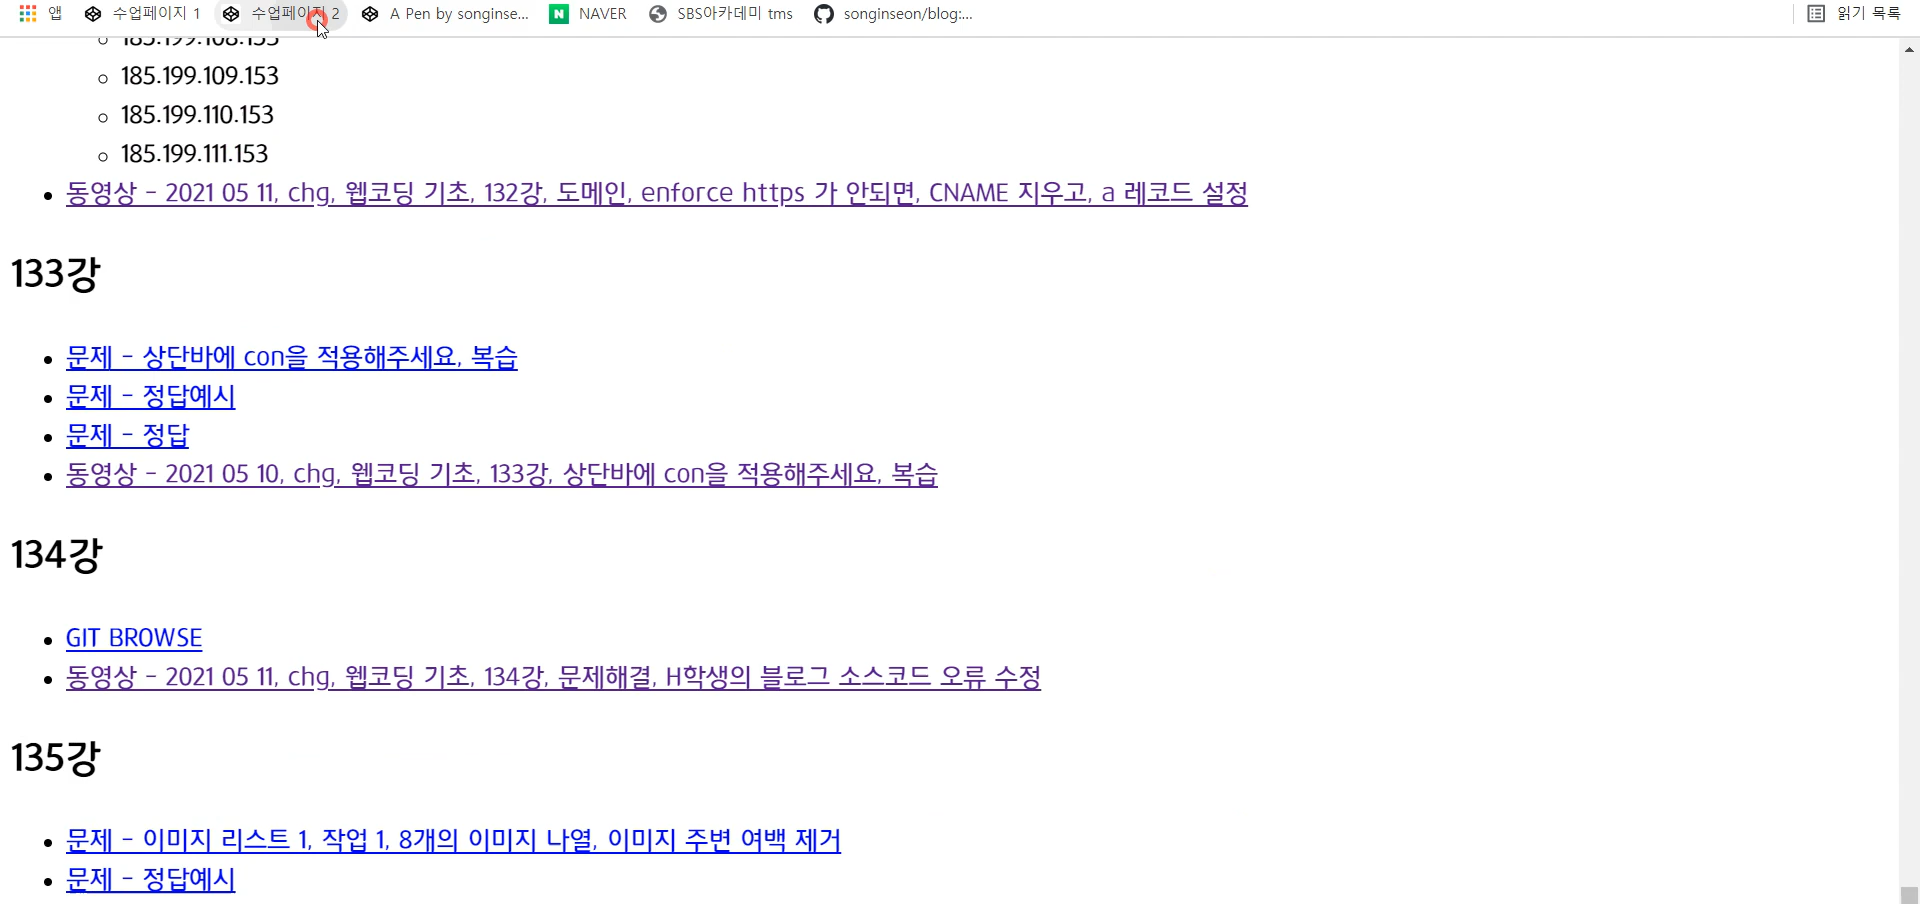 앱 수업페이지 1 수업페이지 2 A Pen by songinse... NAVER SBS아카데미 tms songinseon/blog:... 읽기 목록
185.199.108.153
185.199.109.153
185.199.110.153
185.199.111.153
동영상 - 2021 05 11, chg, 웹코딩 기초, 132강, 도메인, enforce https 가 안되면, CNAME 지우고, a 레코드 설정
133강
문제 - 상단바에 con을 적용해주세요, 복습
문제 - 정답예시
문제 - 정답
동영상 - 2021 05 10, chg, 웹코딩 기초, 133강, 상단바에 con을 적용해주세요, 복습
134강
GIT BROWSE
동영상 - 2021 05 11, chg, 웹코딩 기초, 134강, 문제해결, H학생의 블로그 소스코드 오류 수정
135강
문제 - 이미지 리스트 1, 작업 1, 8개의 이미지 나열, 이미지 주변 여백 제거
문제 - 정답예시